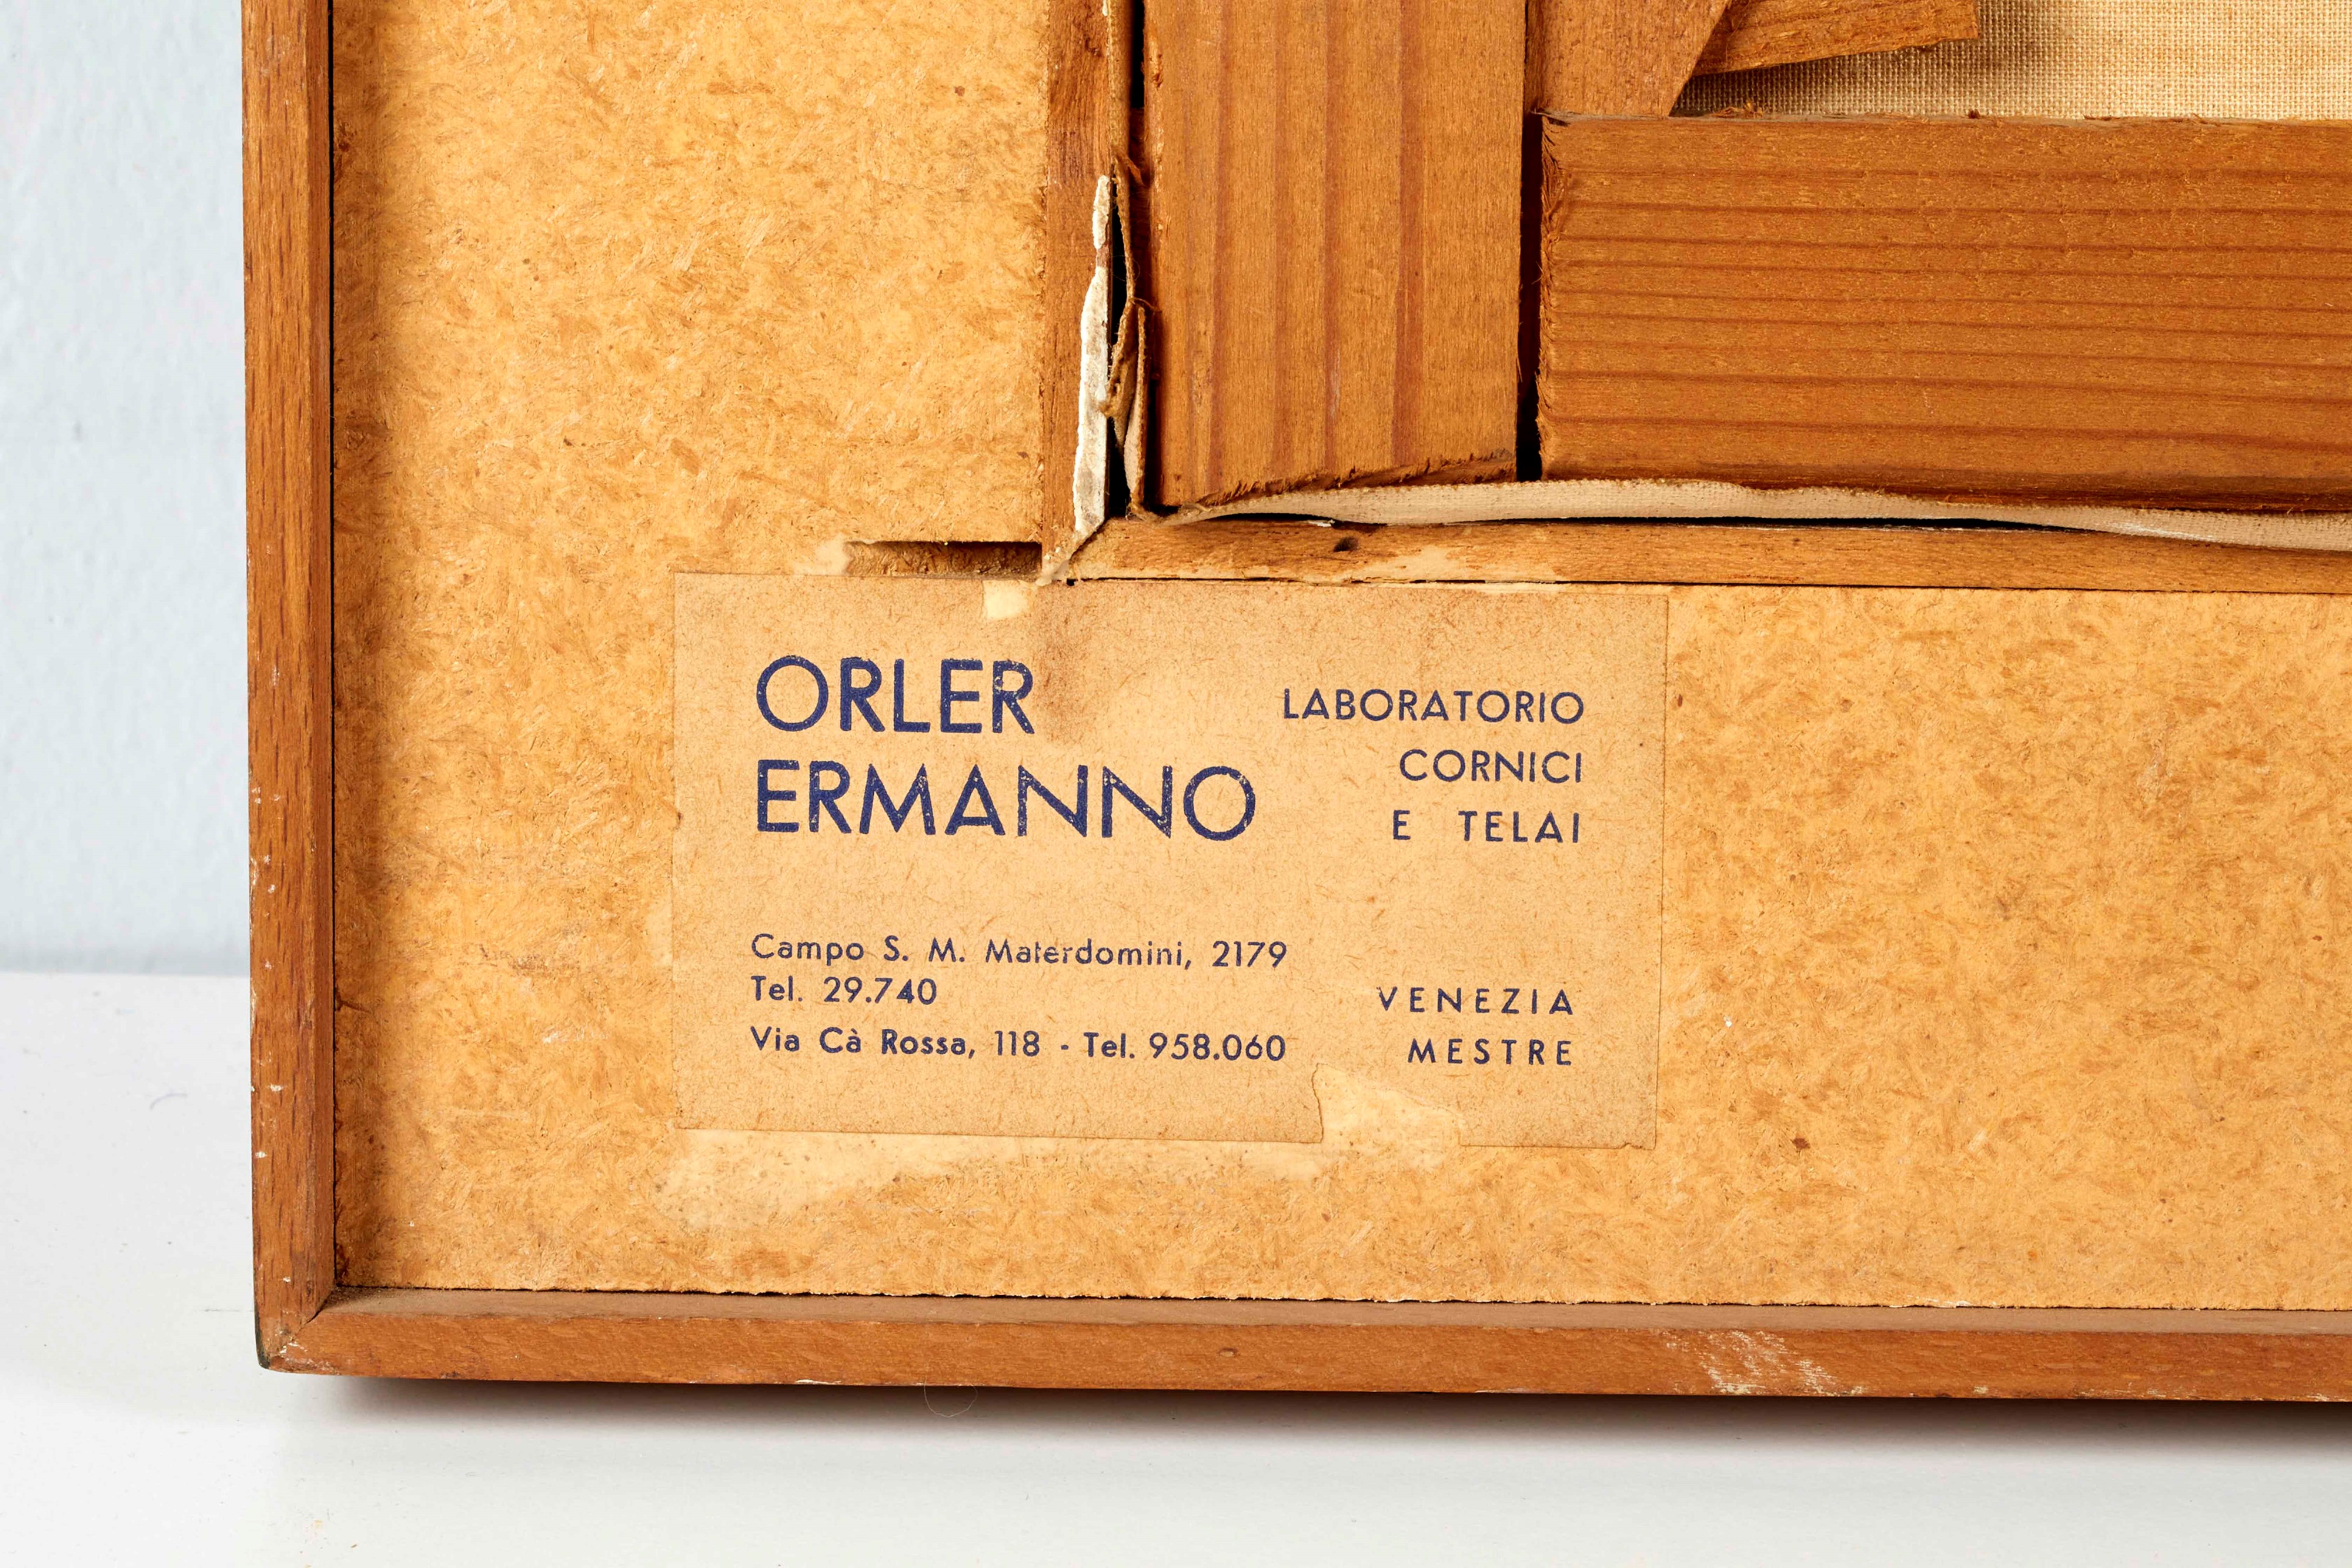 ORLER
ERMANNO
LABORATORIO
CORNICI
E TELAI
Campo S. M. Materdomini, 2179
Tel. 29.740
VENEZIA
Via Cà Rossa, 118 - Tel. 958.060
MESTRE